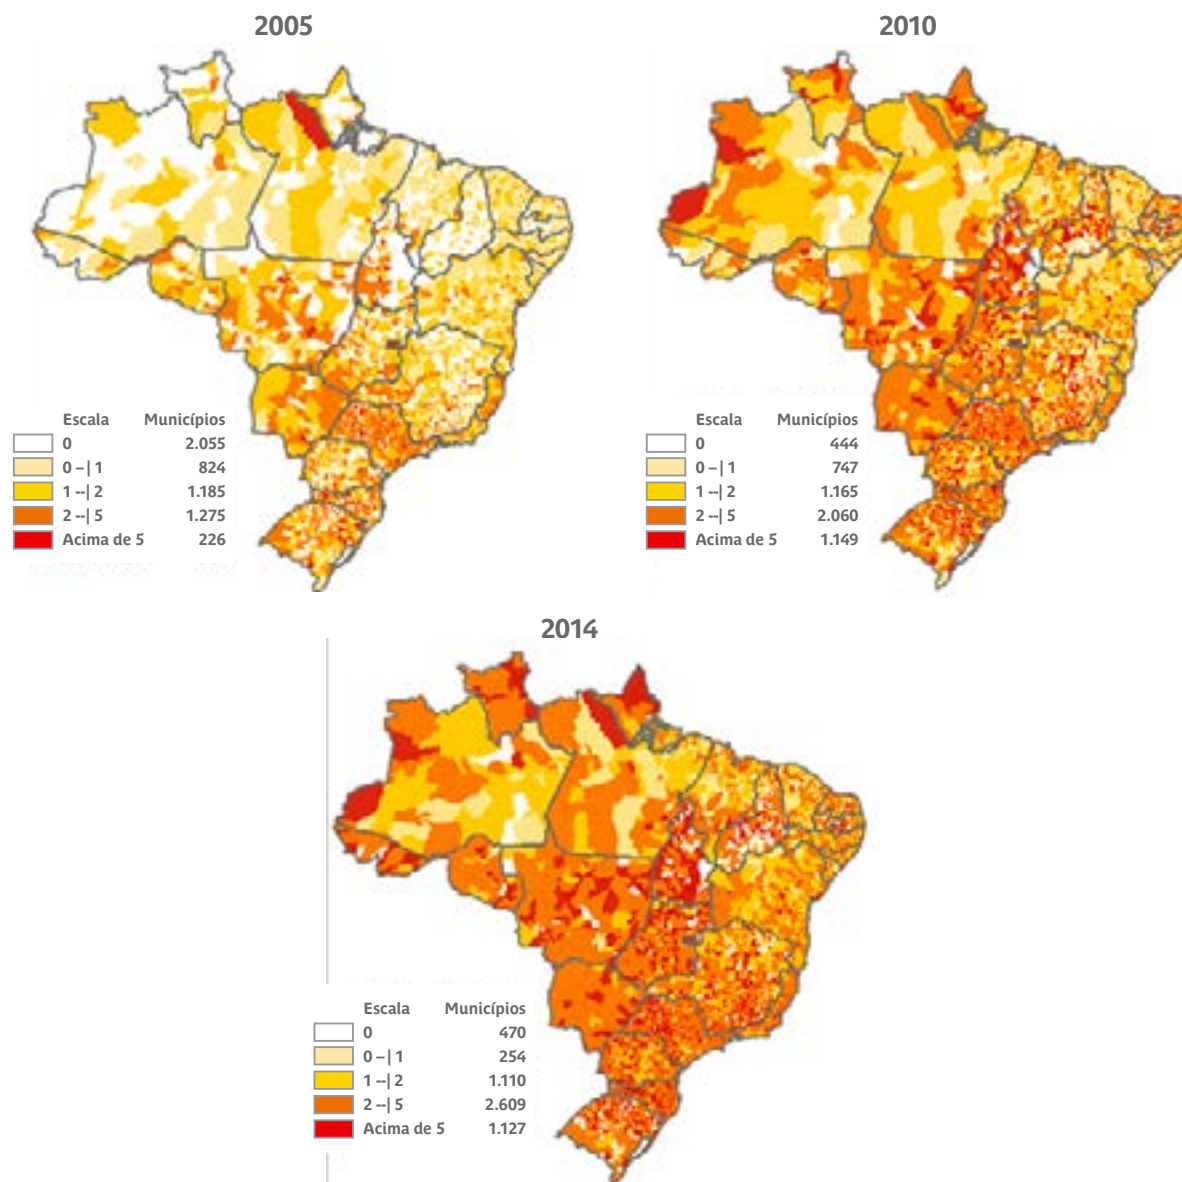 2005
Escala Municípios
0 2.055
0 –| 1 824
1 --| 2 1.185
2 --| 5 1.275
Acima de 5 226
2010
Escala Municípios
0 444
0 –| 1 747
1 --| 2 1.165
2 --| 5 2.060
Acima de 5 1.149
2014
Escala Municípios
0 470
0 –| 1 254
1 --| 2 1.110
2 --| 5 2.609
Acima de 5 1.127